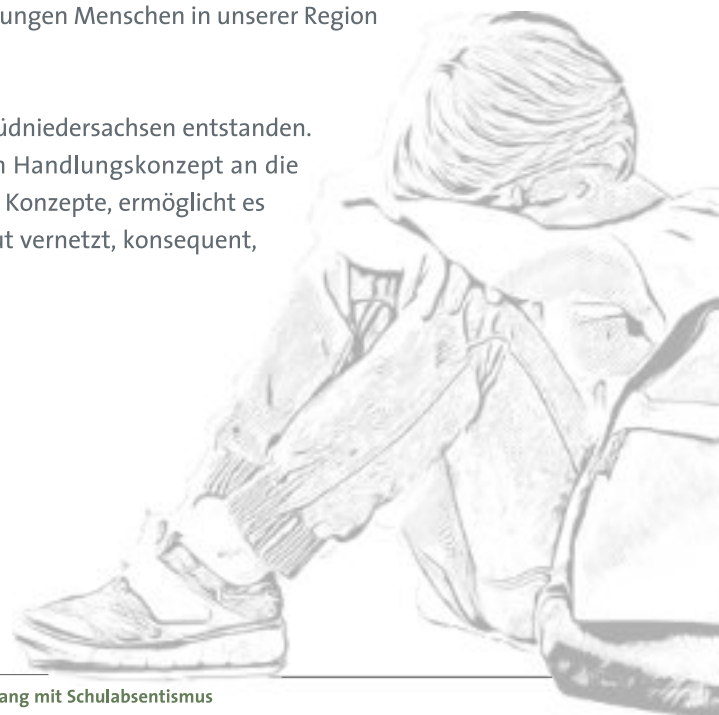 ungen Menschen in unserer Region
üdniedersachsen entstanden.
n Handlungskonzept an die
Konzepte, ermöglicht es
ut vernetzt, konsequent,
ang mit Schulabsentismus